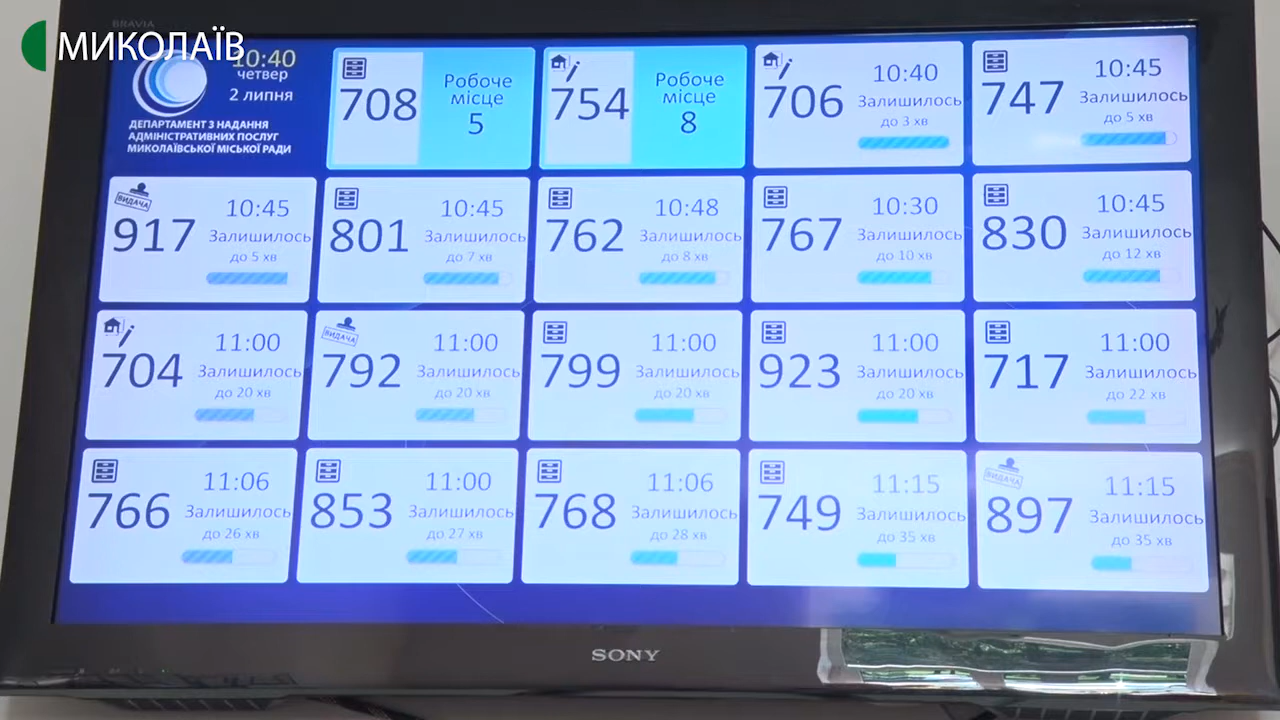 BRAVIA
МИКОЛАЇВ
10:40
четвер
2 липня
ДЕПАРТАМЕНТ З НАДАННЯ
АДМІНІСТРАТИВНИХ ПОСЛУГ
МИКОЛАЇВСЬКОЇ МІСЬКОЇ РАДИ
708
Робоче
місце
5
754
Робоче
місце
8
706
10:40
Залишилось
до 3 хв
747
10:45
Залишилось
до 5 хв
ВИДАЧА
917
10:45
Залишилось
до 5 хв
801
10:45
Залишилось
до 7 хв
762
10:48
Залишилось
до 8 хв
767
10:30
Залишилось
до 10 хв
830
10:45
Залишилось
до 12 хв
704
11:00
Залишилось
до 20 хв
ВИДАЧА
792
11:00
Залишилось
до 20 хв
799
11:00
Залишилось
до 20 хв
923
11:00
Залишилось
до 20 хв
717
11:00
Залишилось
до 22 хв
766
11:06
Залишилось
до 26 хв
853
11:00
Залишилось
до 27 хв
768
11:06
Залишилось
до 28 хв
749
11:15
Залишилось
до 35 хв
ВИДАЧА
897
11:15
Залишилось
до 35 хв
SONY